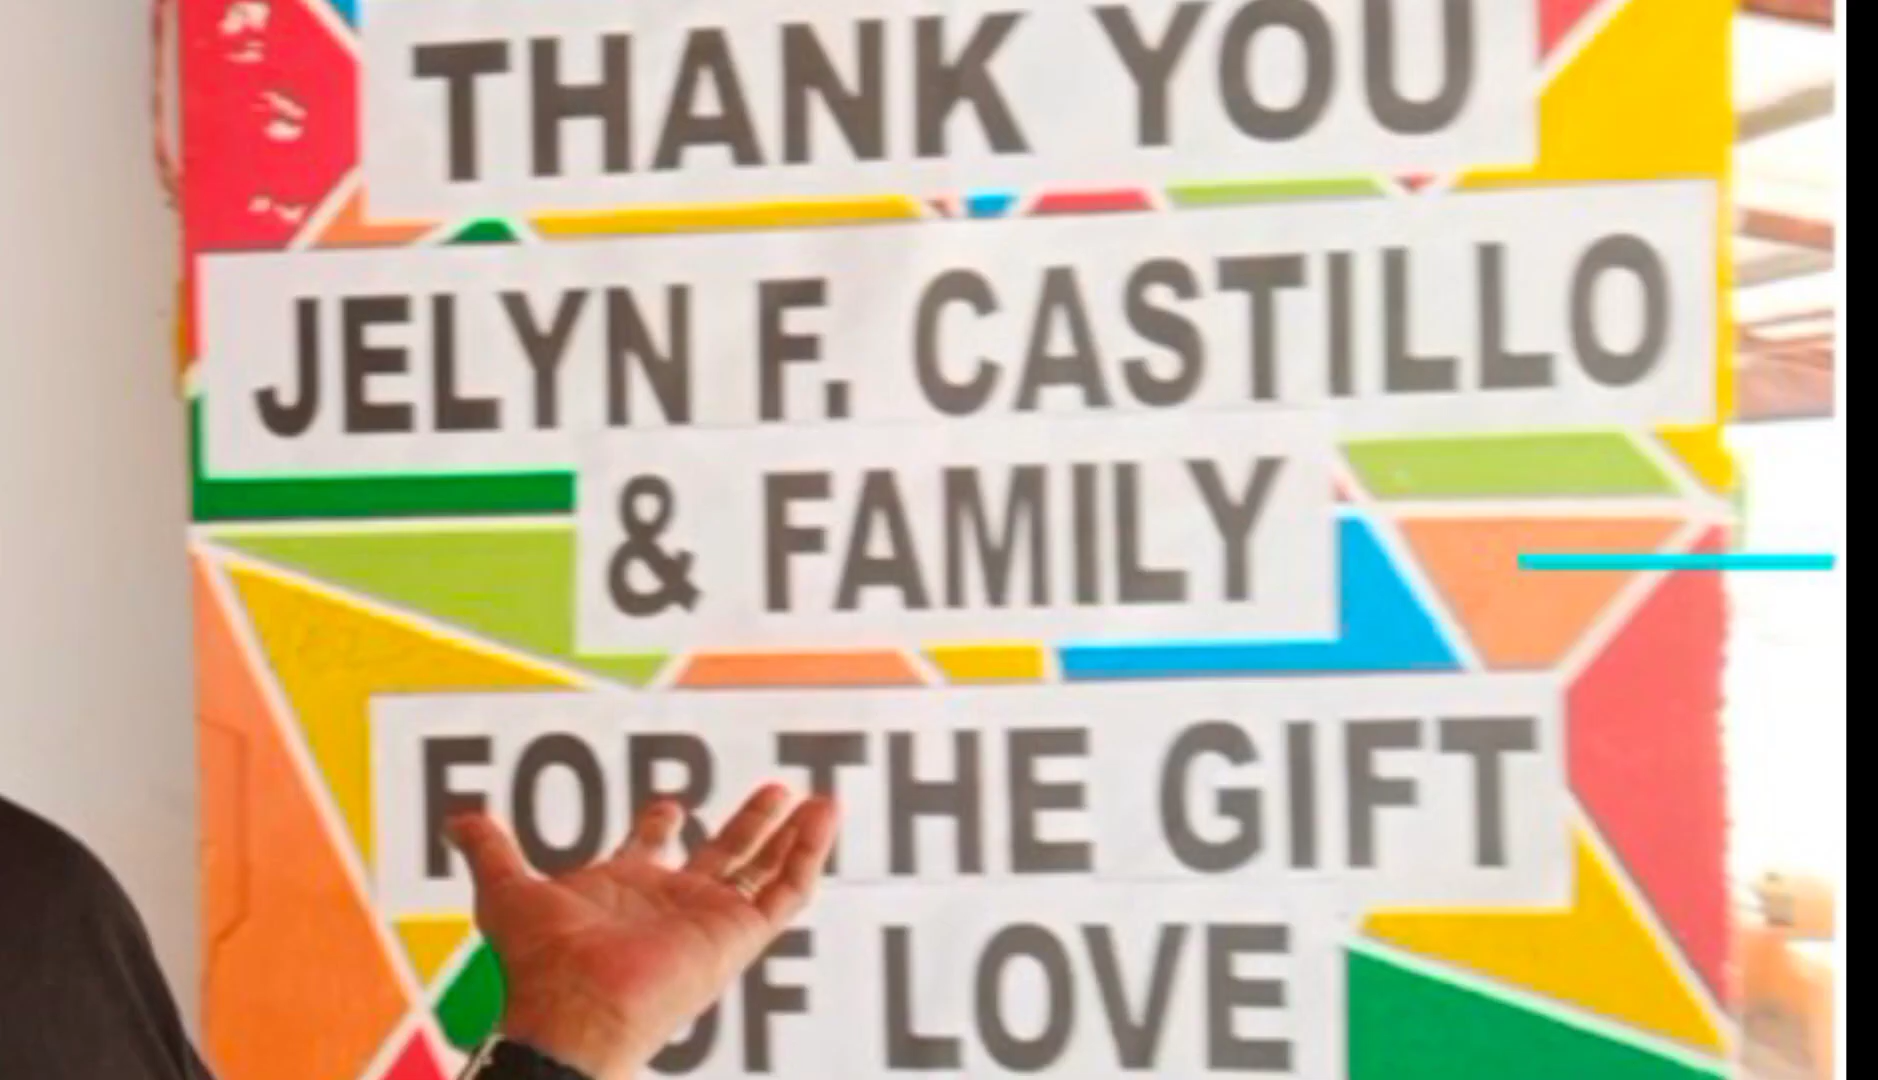 THANK YOU
JELYN F. CASTILLO
& FAMILY
FOR THE GIFT
OF LOVE